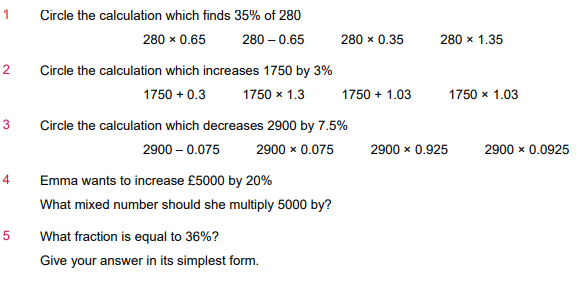 1 Circle the calculation which finds 35% of 280
280 × 0.65 280 – 0.65 280 × 0.35 280 × 1.35
2 Circle the calculation which increases 1750 by 3%
1750 + 0.3 1750 × 1.3 1750 + 1.03 1750 × 1.03
3 Circle the calculation which decreases 2900 by 7.5%
2900 – 0.075 2900 × 0.075 2900 × 0.925 2900 × 0.0925
4 Emma wants to increase £5000 by 20%
What mixed number should she multiply 5000 by?
5 What fraction is equal to 36%?
Give your answer in its simplest form.